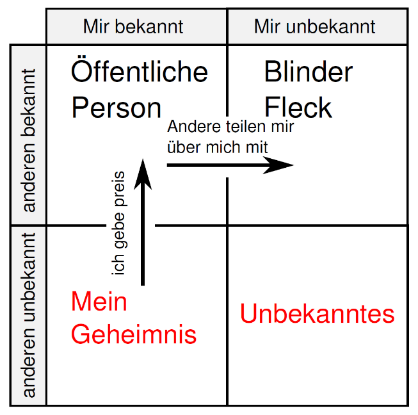 Mir bekannt
Mir unbekannt
anderen bekannt
Öffentliche
Person
Blinder
Fleck
Andere teilen mir
über mich mit
ich gebe preis
anderen unbekannt
Mein
Geheimnis
Unbekanntes